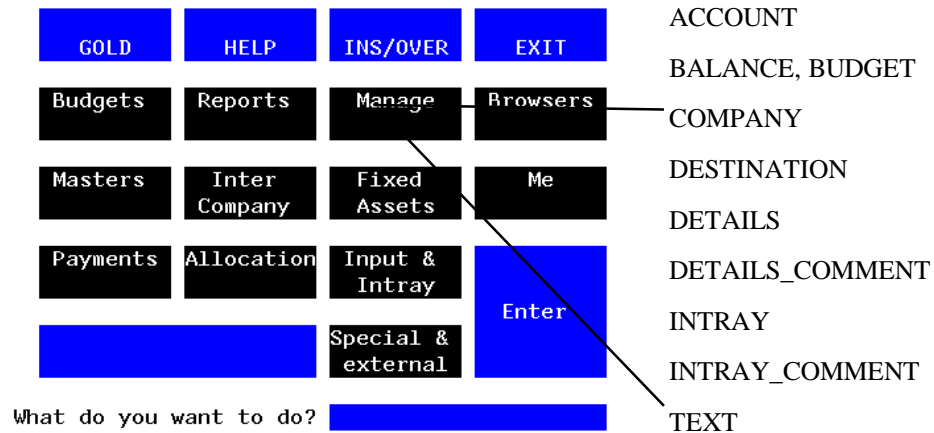 GOLD HELP INS/OVER EXIT
Budgets Reports Manage Browsers
Masters Inter Company Fixed Assets Me
Payments Allocation Input & Intray
Enter
Special & external
What do you want to do?
ACCOUNT
BALANCE, BUDGET
COMPANY
DESTINATION
DETAILS
DETAILS_COMMENT
INTRAY
INTRAY_COMMENT
TEXT